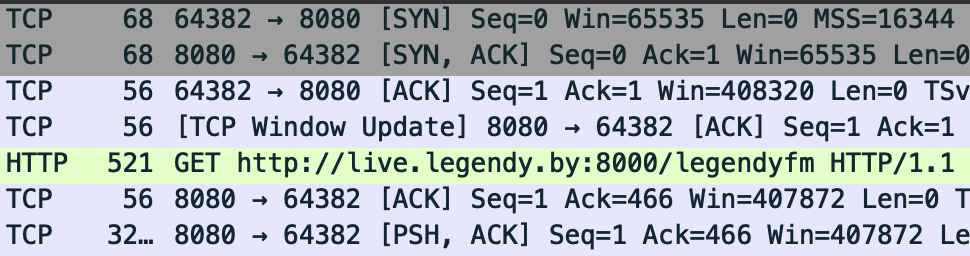 TCP 68 64382 → 8080 [SYN] Seq=0 Win=65535 Len=0 MSS=16344
TCP 68 8080 → 64382 [SYN, ACK] Seq=0 Ack=1 Win=65535 Len=0
TCP 56 64382 → 8080 [ACK] Seq=1 Ack=1 Win=408320 Len=0 TSv
TCP 56 [TCP Window Update] 8080 → 64382 [ACK] Seq=1 Ack=1
HTTP 521 GET http://live.legendy.by:8000/legendyfm HTTP/1.1
TCP 56 8080 → 64382 [ACK] Seq=1 Ack=466 Win=407872 Len=0 T
TCP 32… 8080 → 64382 [PSH, ACK] Seq=1 Ack=466 Win=407872 Le